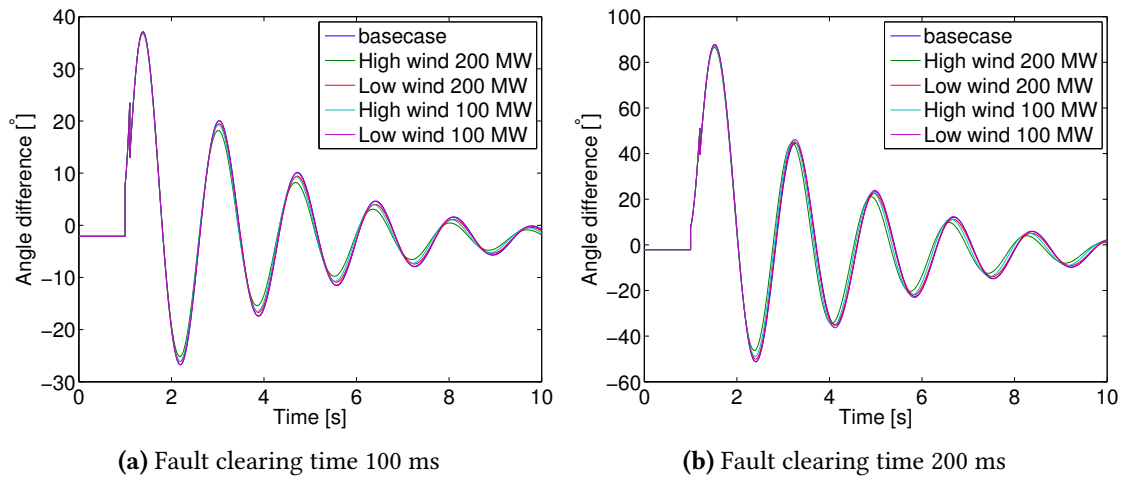 40
30
20
10
0
−10
−20
−30
0 2 4 6 8 10
Time [s]
Angle difference [°]
basecase
High wind 200 MW
Low wind 200 MW
High wind 100 MW
Low wind 100 MW
(a) Fault clearing time 100 ms
100
80
60
40
20
0
−20
−40
−60
0 2 4 6 8 10
Time [s]
Angle difference [°]
basecase
High wind 200 MW
Low wind 200 MW
High wind 100 MW
Low wind 100 MW
(b) Fault clearing time 200 ms